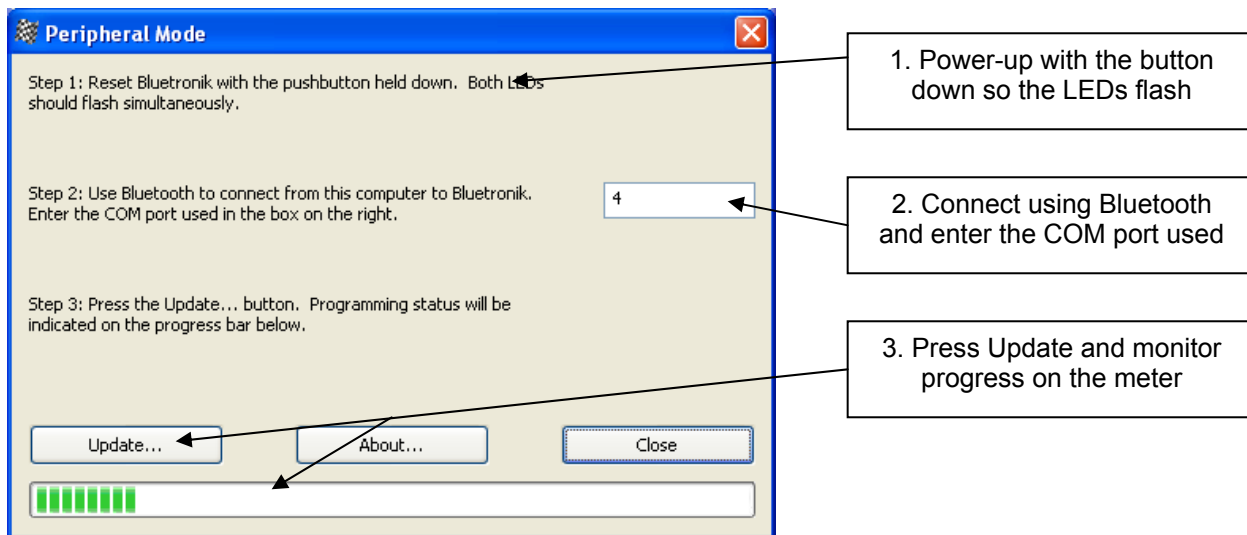 Peripheral Mode
Step 1: Reset Bluetronik with the pushbutton held down.  Both LEDs
should flash simultaneously.
Step 2: Use Bluetooth to connect from this computer to Bluetronik.
Enter the COM port used in the box on the right.
4
Step 3: Press the Update... button.  Programming status will be
indicated on the progress bar below.
Update...
About...
Close
1. Power-up with the button
down so the LEDs flash
2. Connect using Bluetooth
and enter the COM port used
3. Press Update and monitor
progress on the meter